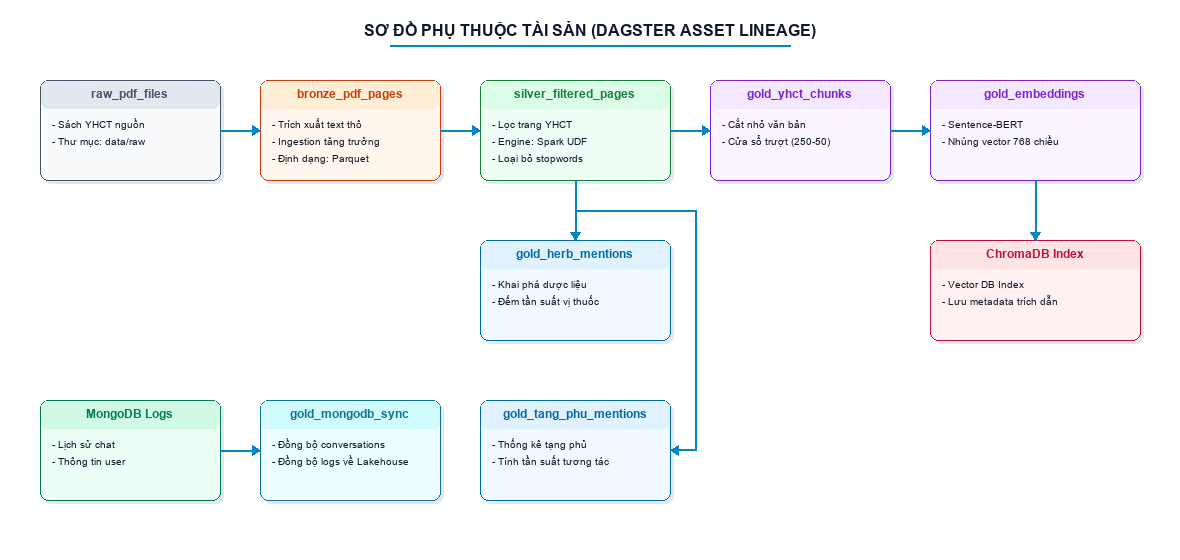 SƠ ĐỒ PHỤ THUỘC TÀI SẢN (DAGSTER ASSET LINEAGE)
raw_pdf_files
- Sách YHCT nguồn
- Thư mục: data/raw
bronze_pdf_pages
- Trích xuất text thô
- Ingestion tăng trưởng
- Định dạng: Parquet
silver_filtered_pages
- Lọc trang YHCT
- Engine: Spark UDF
- Loại bỏ stopwords
gold_yhct_chunks
- Cắt nhỏ văn bản
- Cửa sổ trượt (250-50)
gold_embeddings
- Sentence-BERT
- Nhúng vector 768 chiều
gold_herb_mentions
- Khai phá dược liệu
- Đếm tần suất vị thuốc
ChromaDB Index
- Vector DB Index
- Lưu metadata trích dẫn
MongoDB Logs
- Lịch sử chat
- Thông tin user
gold_mongodb_sync
- Đồng bộ conversations
- Đồng bộ logs về Lakehouse
gold_tang_phu_mentions
- Thống kê tạng phủ
- Tính tần suất tương tác